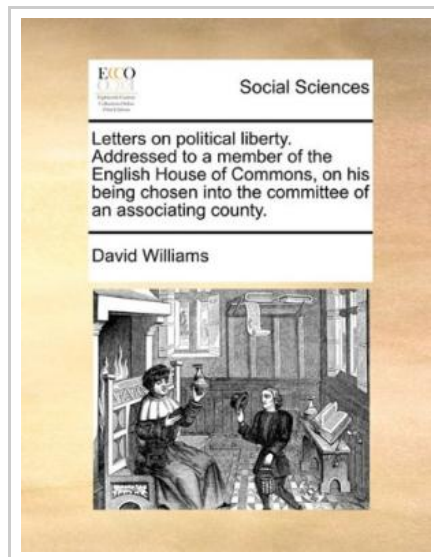 ECCO
Social Sciences
Letters on political liberty.
Addressed to a member of the
English House of Commons, on his
being chosen into the committee of
an associating county.
David Williams